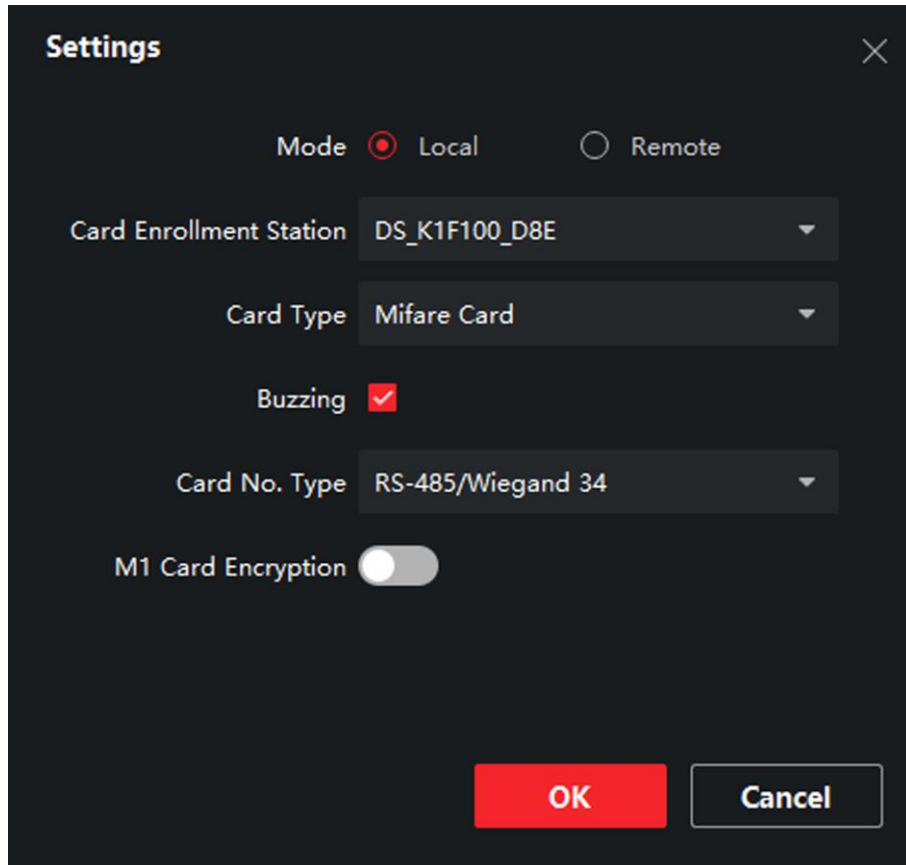 Settings
Mode Local Remote
Card Enrollment Station DS_K1F100_D8E
Card Type Mifare Card
Buzzing
Card No. Type RS-485/Wiegand 34
M1 Card Encryption
OK Cancel